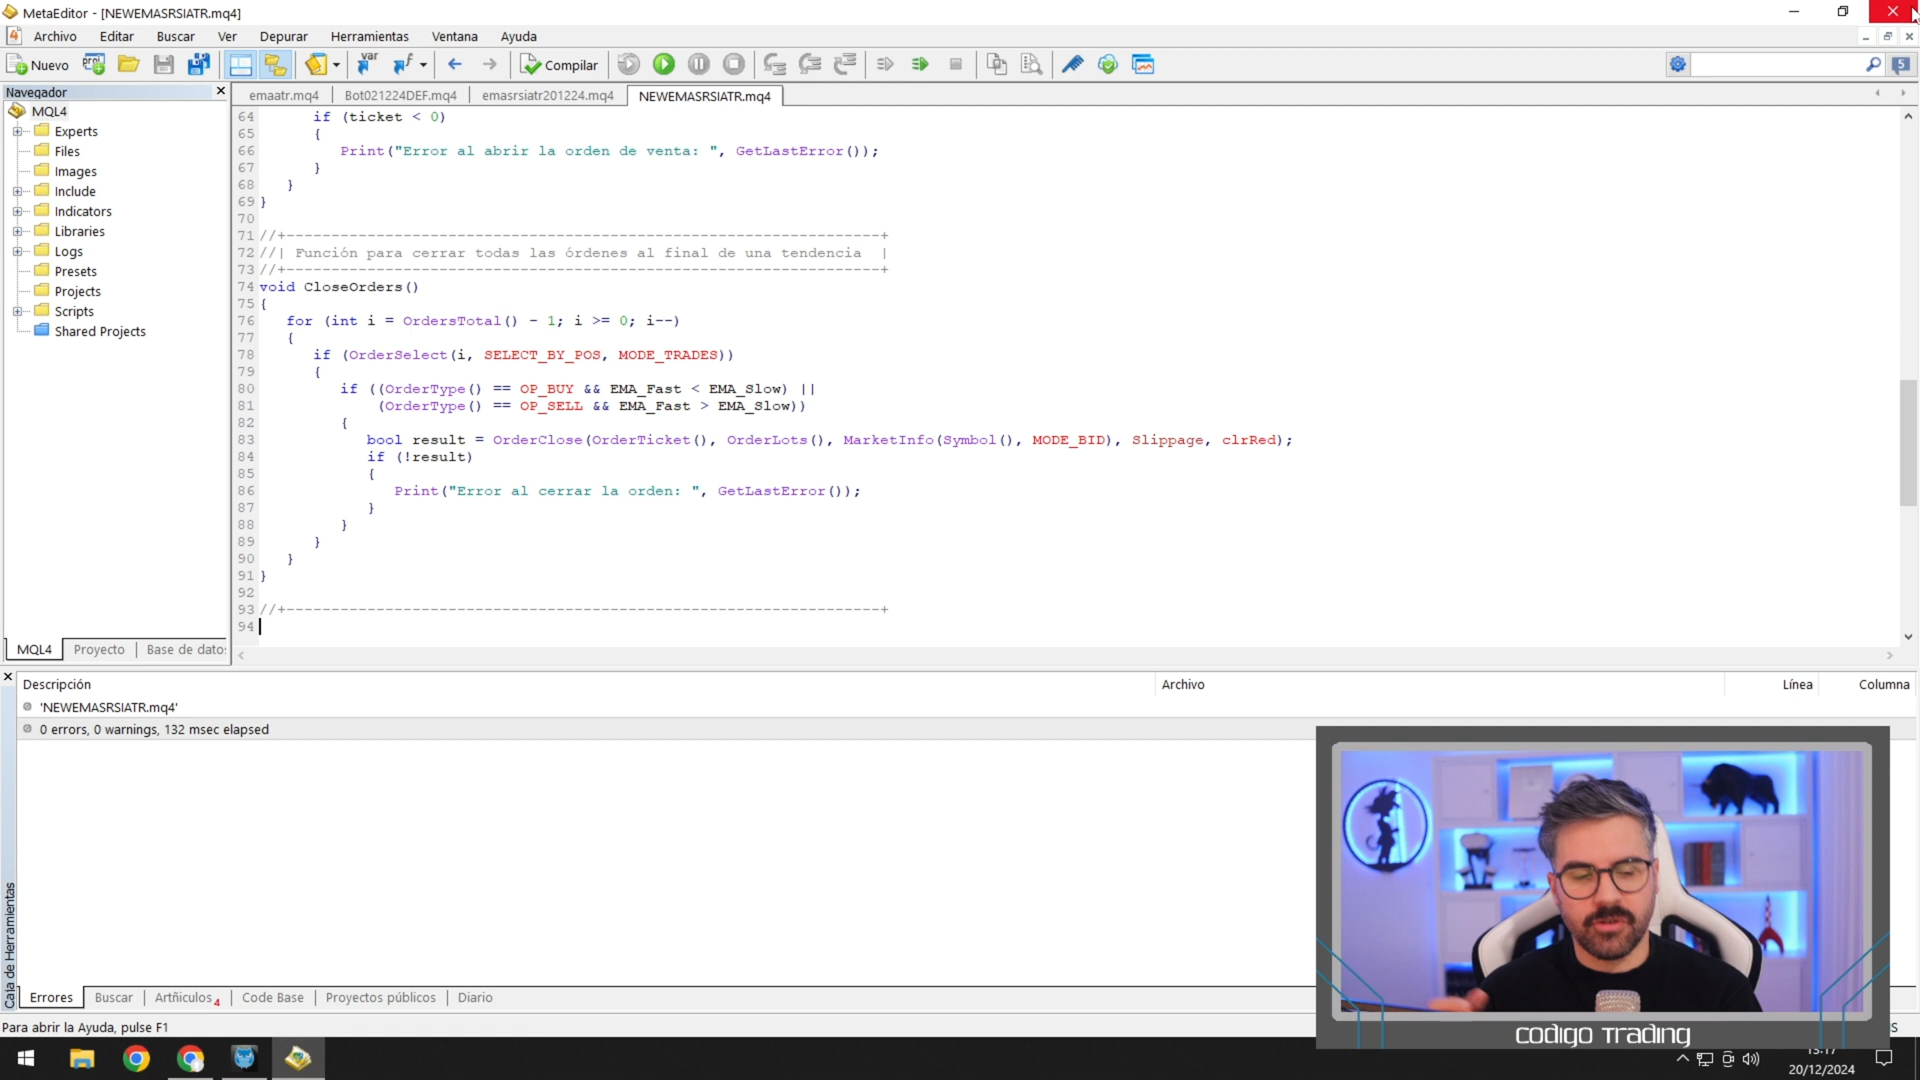 MetaEditor - [NEWEMASRSIATR.mq4]
Archivo Editar Buscar Ver Depurar Herramientas Ventana Ayuda
Nuevo Compilar
Navegador
MQL4
Experts
Files
Images
Include
Indicators
Libraries
Logs
Presets
Projects
Scripts
Shared Projects
MQL4 Proyecto Base de dato
emaatr.mq4 Bot021224DEF.mq4 emasrsiatr201224.mq4 NEWEMASRSIATR.mq4
64 if (ticket < 0)
65 {
66 Print("Error al abrir la orden de venta: ", GetLastError());
67 }
68 }
69 }
70
71 //+------------------------------------------------------------------+
72 //| Función para cerrar todas las órdenes al final de una tendencia |
73 //+------------------------------------------------------------------+
74 void CloseOrders()
75 {
76 for (int i = OrdersTotal() - 1; i >= 0; i--)
77 {
78 if (OrderSelect(i, SELECT_BY_POS, MODE_TRADES))
79 {
80 if ((OrderType() == OP_BUY && EMA_Fast < EMA_Slow) ||
81 (OrderType() == OP_SELL && EMA_Fast > EMA_Slow))
82 {
83 bool result = OrderClose(OrderTicket(), OrderLots(), MarketInfo(Symbol(), MODE_BID), Slippage, clrRed);
84 if (!result)
85 {
86 Print("Error al cerrar la orden: ", GetLastError());
87 }
88 }
89 }
90 }
91 }
92
93 //+------------------------------------------------------------------+
94
Descripción Archivo Línea Columna
'NEWEMASRSIATR.mq4'
0 errors, 0 warnings, 132 msec elapsed
Caja de Herramientas
Errores Buscar Artñiculos 4 Code Base Proyectos públicos Diario
Para abrir la Ayuda, pulse F1
CODIGO TRADING
20/12/2024